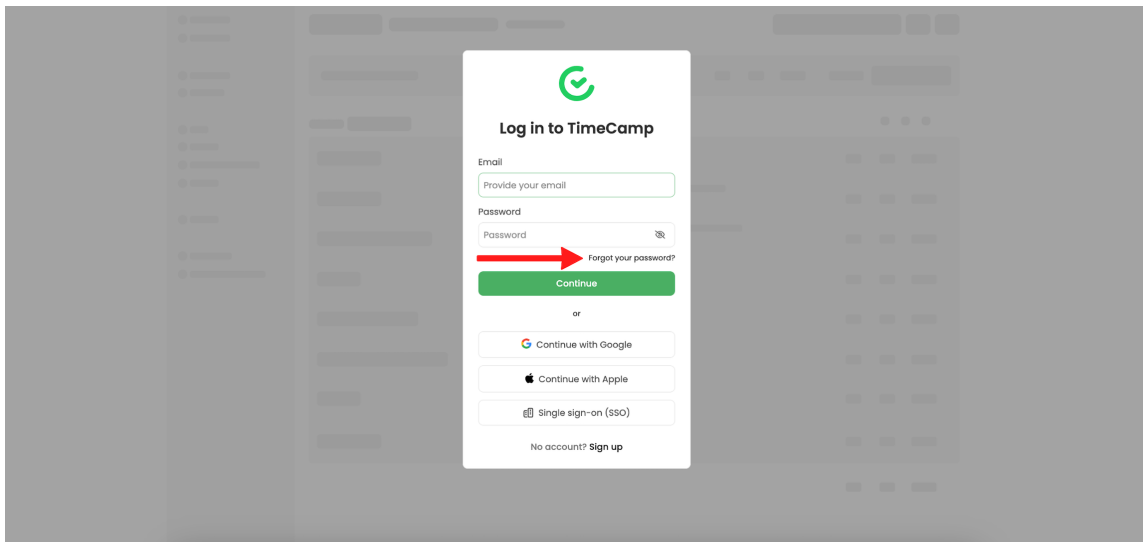 Log in to TimeCamp
Email
Provide your email
Password
Password
Forgot your password?
Continue
or
Continue with Google
Continue with Apple
Single sign-on (SSO)
No account? Sign up